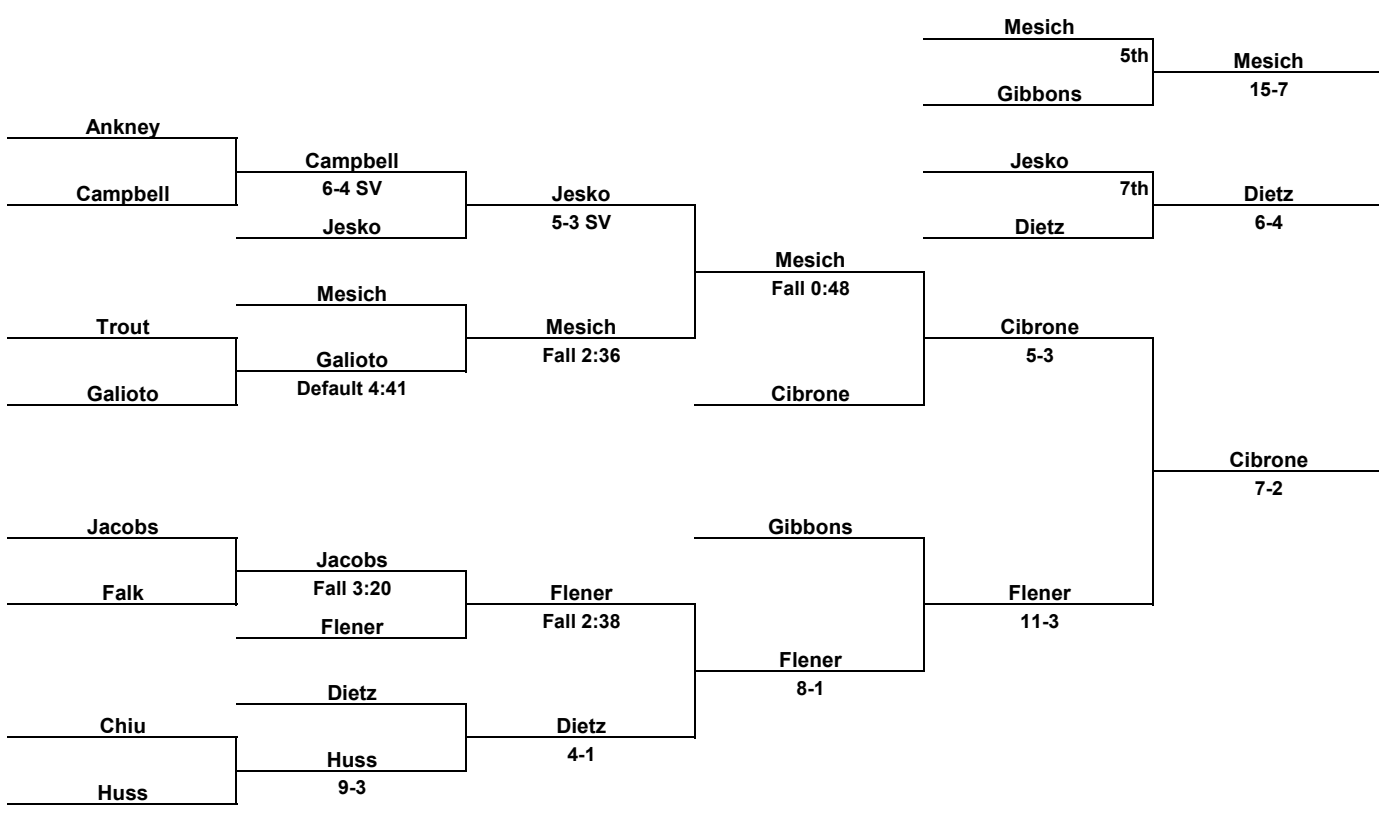 Mesich
5th
Mesich
Gibbons
15-7
Ankney
Campbell
Jesko
Campbell
6-4 SV
Jesko
7th
Dietz
Jesko
5-3 SV
Dietz
6-4
Mesich
Mesich
Fall 0:48
Trout
Mesich
Cibrone
Galioto
Fall 2:36
5-3
Galioto
Default 4:41
Cibrone
Cibrone
7-2
Jacobs
Gibbons
Jacobs
Falk
Fall 3:20
Flener
Flener
Flener
Fall 2:38
11-3
Flener
Dietz
8-1
Chiu
Dietz
Huss
4-1
Huss
9-3